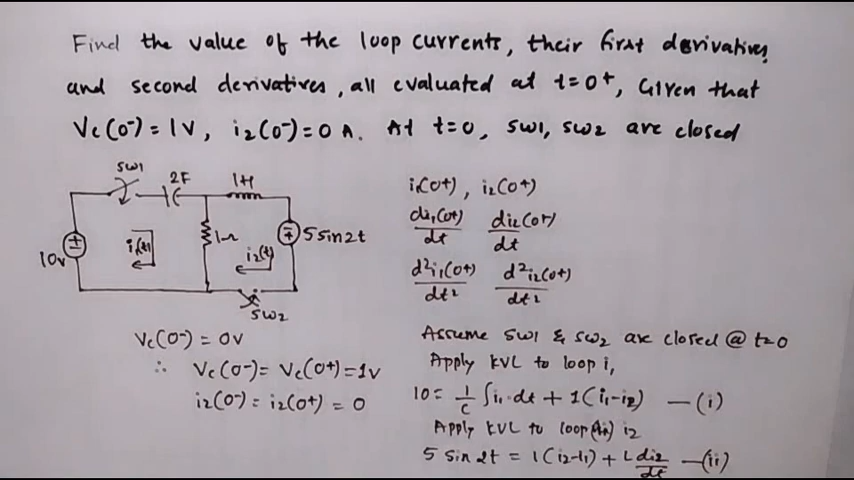 Find the value of the loop currents, their first derivatives,
and second derivatives, all evaluated at t=0+, Given that
Vc(0-)=1V, i2(0-)=0 A. At t=0, SW1, SW2 are closed
SW1
2F
1H
10V
i1(t)
1Ω
i2(t)
5 sin 2t
SW2
i1(0+), i2(0+)
di1(0+)/dt di2(0+)/dt
d²i1(0+)/dt² d²i2(0+)/dt²
Vc(0-) = 0V
∴ Vc(0-) = Vc(0+) = 1V
i2(0-) = i2(0+) = 0
Assume SW1 & SW2 are closed @ t=0
Apply KVL to loop i,
10 = 1/C ∫i1.dt + 1(i1-i2) —(i)
Apply KVL to loop i2
5 sin 2t = 1(i2-i1) + L di2/dt —(ii)